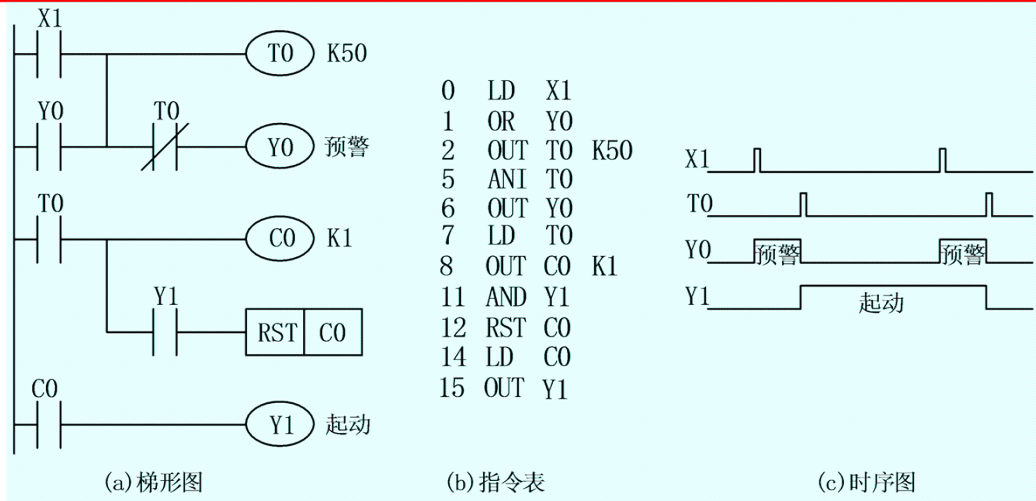 X1
T0 K50
Y0
T0
Y0 预警
T0
C0 K1
Y1
RST C0
C0
Y1 起动
(a)梯形图
0 LD X1
1 OR Y0
2 OUT T0 K50
5 ANI T0
6 OUT Y0
7 LD T0
8 OUT C0 K1
11 AND Y1
12 RST C0
14 LD C0
15 OUT Y1
(b)指令表
X1
T0
Y0 预警 预警
Y1 起动
(c)时序图